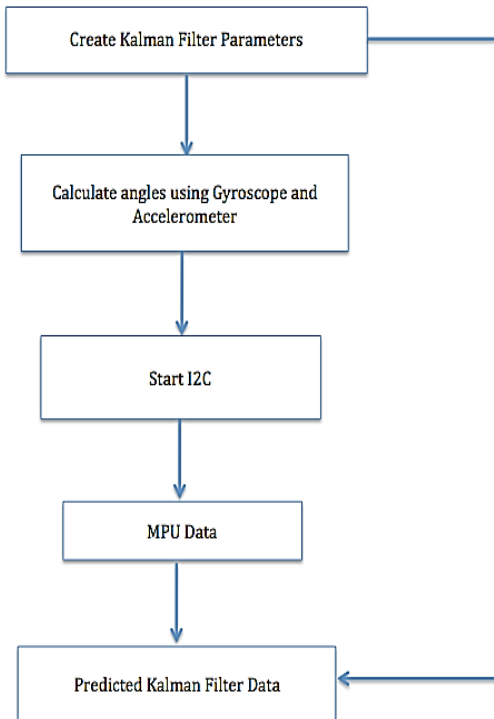 Create Kalman Filter Parameters
Calculate angles using Gyroscope and
Accelerometer
Start I2C
MPU Data
Predicted Kalman Filter Data